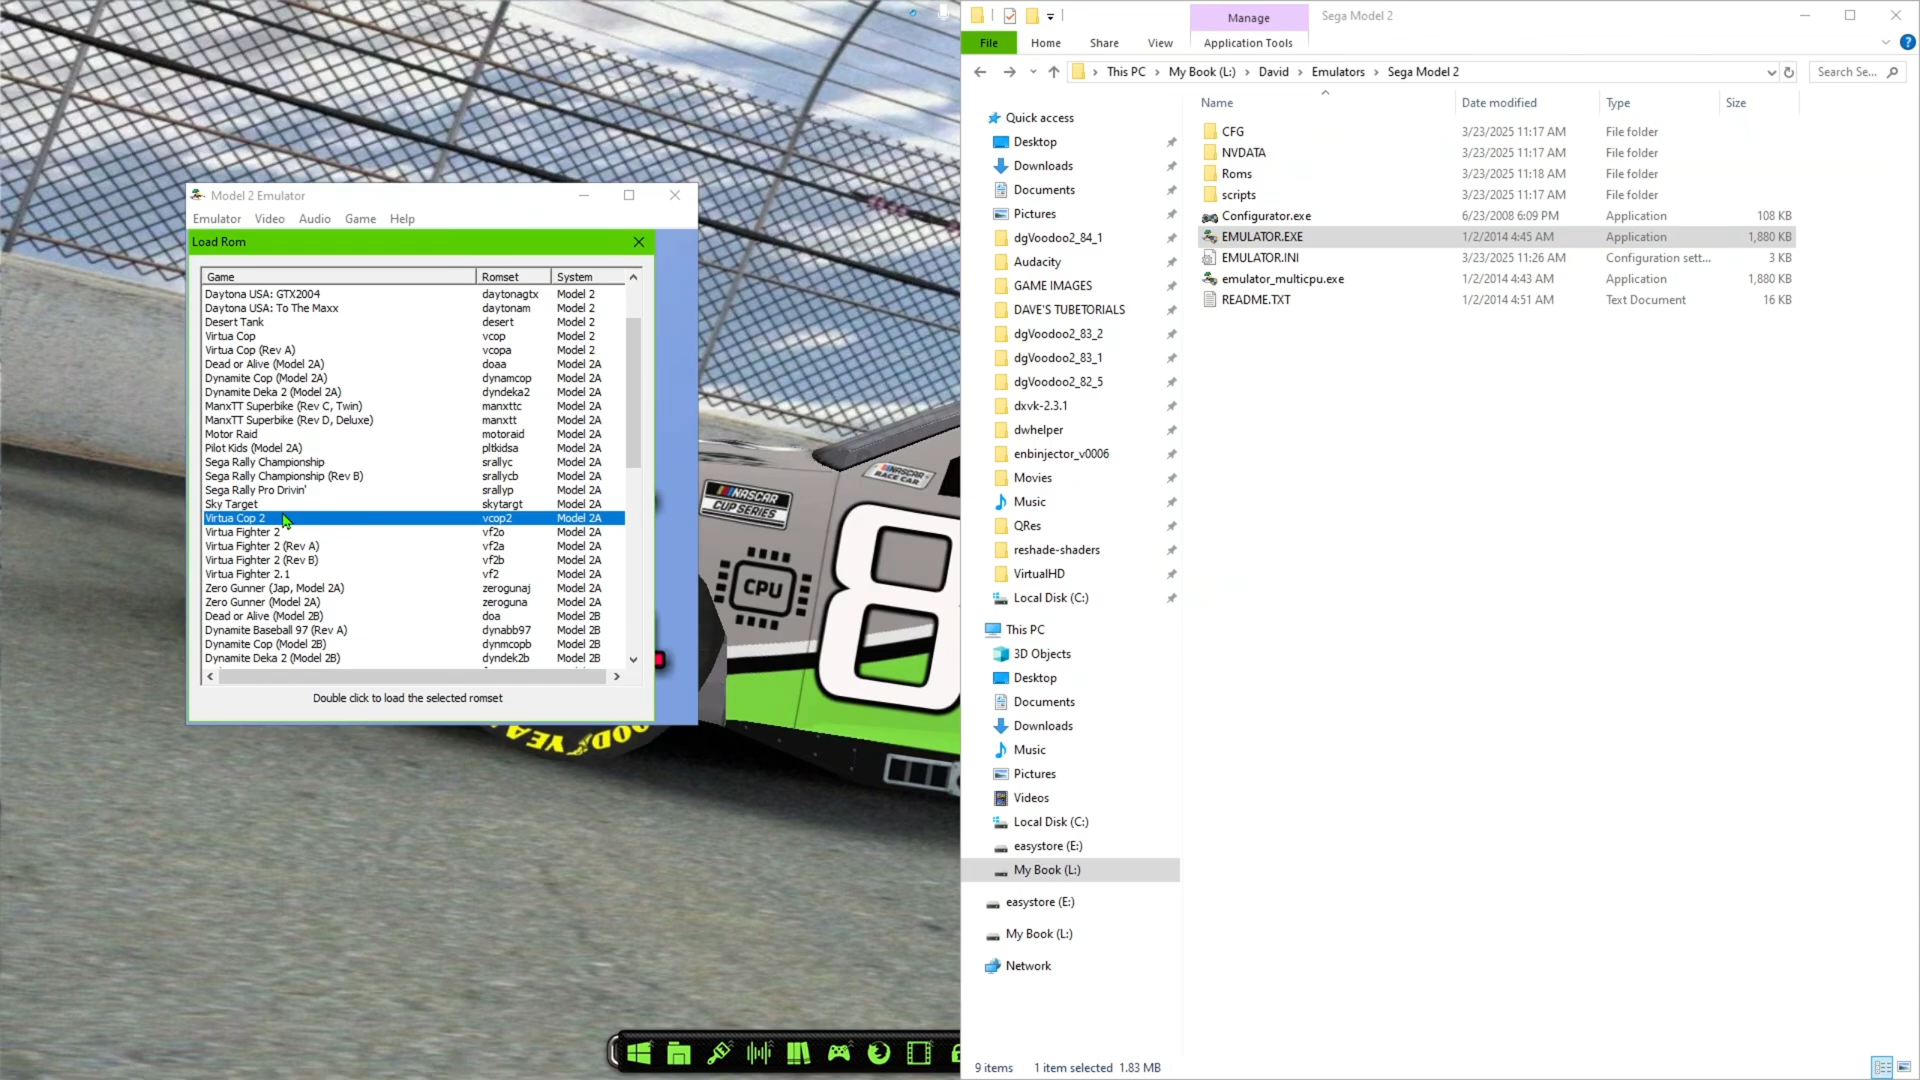 Model 2 Emulator
Emulator Video Audio Game Help
Load Rom
Game Romset System
Daytona USA: GTX2004 daytonagtx Model 2
Daytona USA: To The Maxx daytonam Model 2
Desert Tank desert Model 2
Virtua Cop vcop Model 2
Virtua Cop (Rev A) vcopa Model 2
Dead or Alive (Model 2A) doaa Model 2A
Dynamite Cop (Model 2A) dynamcop Model 2A
Dynamite Deka 2 (Model 2A) dyndeka2 Model 2A
ManxTT Superbike (Rev C, Twin) manxttc Model 2A
ManxTT Superbike (Rev D, Deluxe) manxtt Model 2A
Motor Raid motoraid Model 2A
Pilot Kids (Model 2A) pltkidsa Model 2A
Sega Rally Championship srallyc Model 2A
Sega Rally Championship (Rev B) srallycb Model 2A
Sega Rally Pro Drivin' srallyp Model 2A
Sky Target skytargt Model 2A
Virtua Cop 2 vcop2 Model 2A
Virtua Fighter 2 vf2o Model 2A
Virtua Fighter 2 (Rev A) vf2a Model 2A
Virtua Fighter 2 (Rev B) vf2b Model 2A
Virtua Fighter 2.1 vf2 Model 2A
Zero Gunner (Jap, Model 2A) zerogunaj Model 2A
Zero Gunner (Model 2A) zeroguna Model 2A
Dead or Alive (Model 2B) doa Model 2B
Dynamite Baseball 97 (Rev A) dynabb97 Model 2B
Dynamite Cop (Model 2B) dynmcopb Model 2B
Dynamite Deka 2 (Model 2B) dyndek2b Model 2B
Double click to load the selected romset
NASCAR
CUP SERIES
NASCAR
RACE CAR
CPU
8
GOOD YEA
Manage Sega Model 2
File Home Share View Application Tools
This PC My Book (L:) David Emulators Sega Model 2
Search Se...
Name Date modified Type Size
CFG 3/23/2025 11:17 AM File folder
NVDATA 3/23/2025 11:17 AM File folder
Roms 3/23/2025 11:18 AM File folder
scripts 3/23/2025 11:17 AM File folder
Configurator.exe 6/23/2008 6:09 PM Application 108 KB
EMULATOR.EXE 1/2/2014 4:45 AM Application 1,880 KB
EMULATOR.INI 3/23/2025 11:26 AM Configuration sett... 3 KB
emulator_multicpu.exe 1/2/2014 4:43 AM Application 1,880 KB
README.TXT 1/2/2014 4:51 AM Text Document 16 KB
Quick access
Desktop
Downloads
Documents
Pictures
dgVoodoo2_84_1
Audacity
GAME IMAGES
DAVE'S TUBETORIALS
dgVoodoo2_83_2
dgVoodoo2_83_1
dgVoodoo2_82_5
dxvk-2.3.1
dwhelper
enbinjector_v0006
Movies
Music
QRes
reshade-shaders
VirtualHD
Local Disk (C:)
This PC
3D Objects
Desktop
Documents
Downloads
Music
Pictures
Videos
Local Disk (C:)
easystore (E:)
My Book (L:)
easystore (E:)
My Book (L:)
Network
9 items 1 item selected 1.83 MB